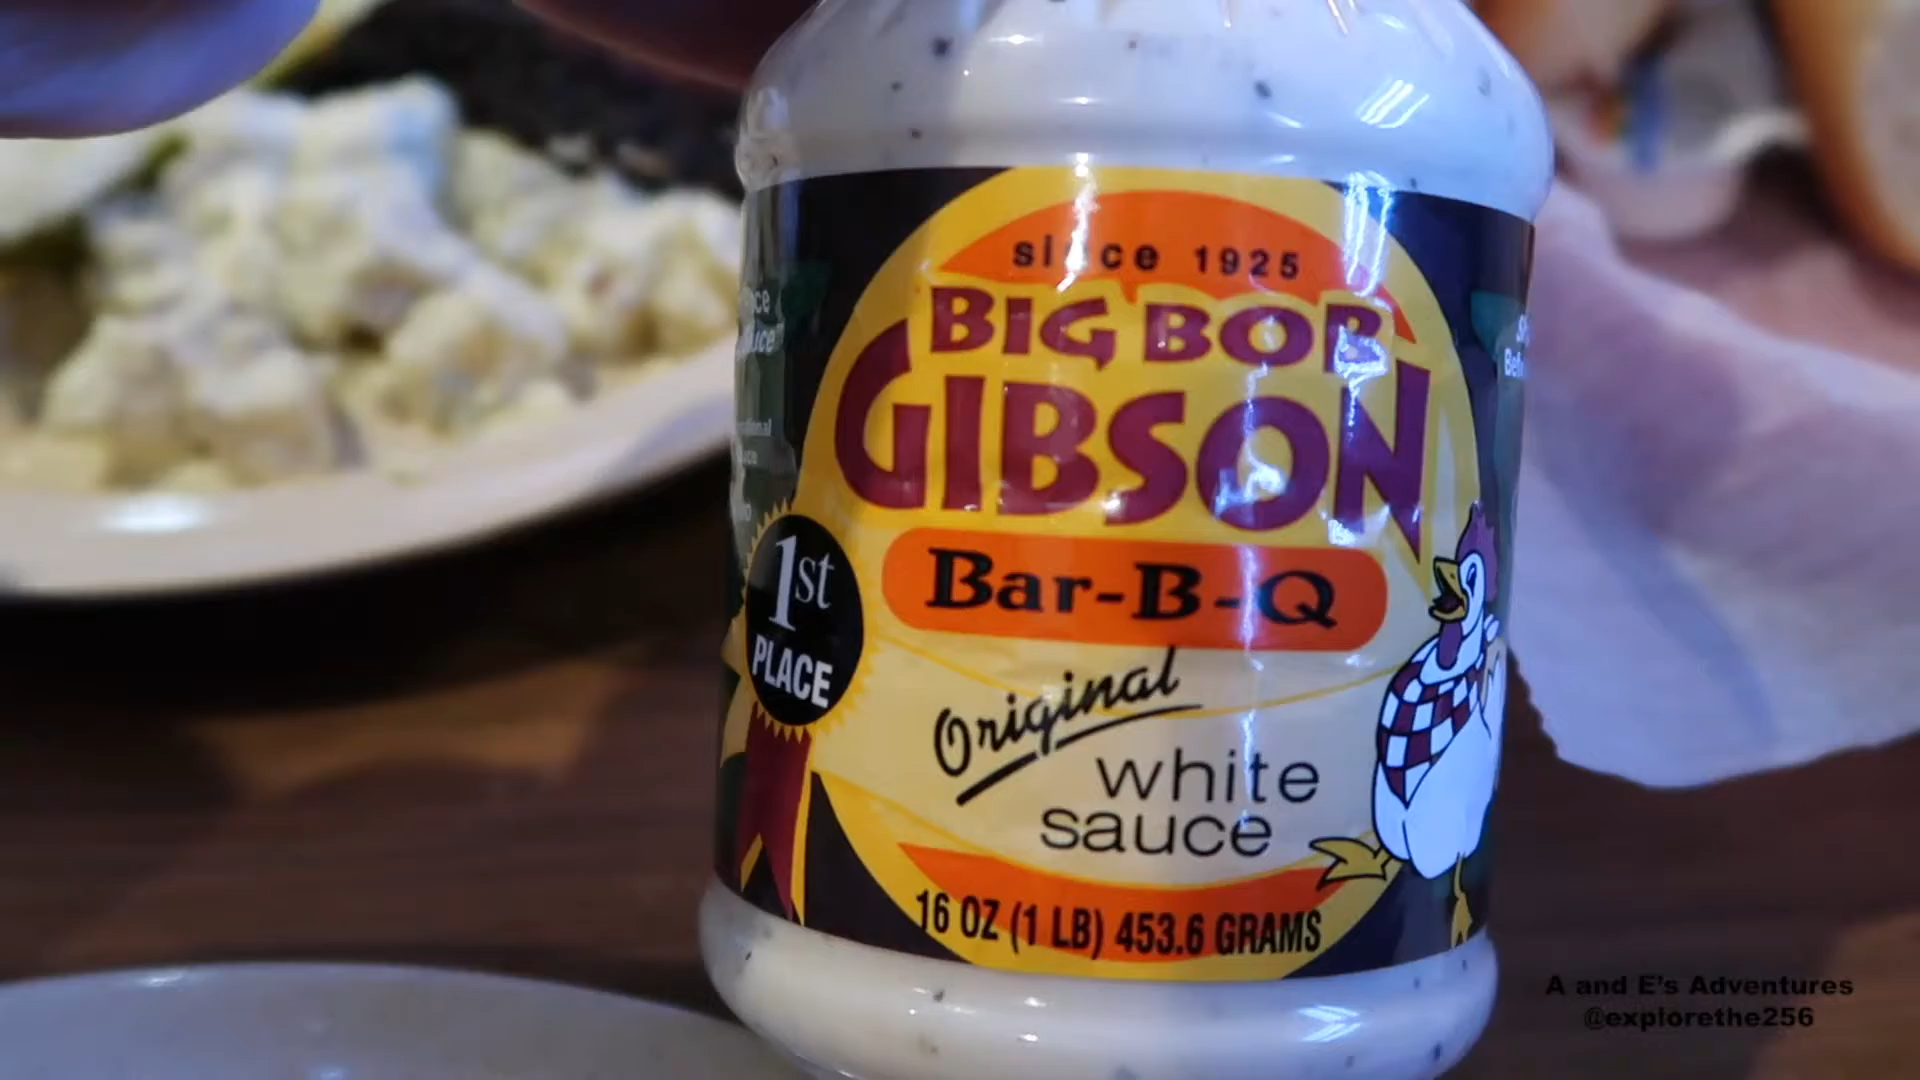 since 1925
BIG BOB
GIBSON
Bar-B-Q
1st
PLACE
Original
white
sauce
16 OZ (1 LB) 453.6 GRAMS
A and E's Adventures
@explorethe256